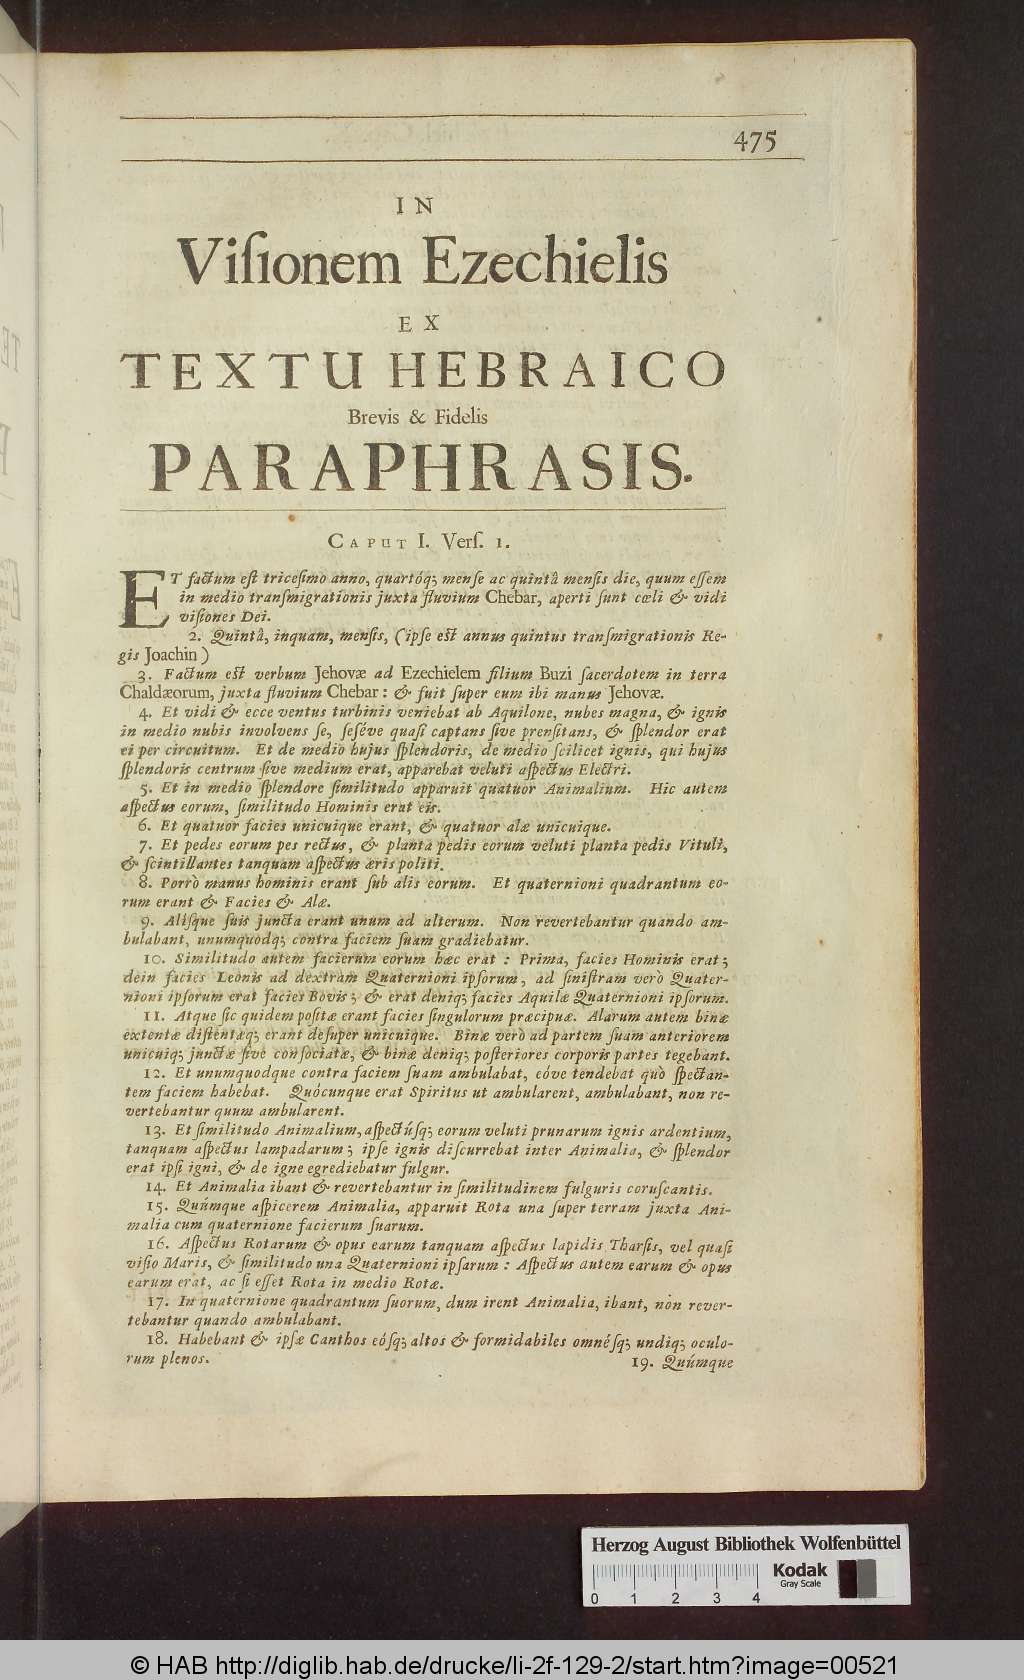 475
IN
Viſionem Ezechielis
EX
TEXTU HEBRAICO
Brevis & Fidelis
PARAPHRASIS.
CAPUT I. Verſ. 1.
ET factum eſt triceſimo anno, quartóq; menſe ac quintâ menſis die, quum eſſem
in medio tranſmigrationis juxta fluvium Chebar, aperti ſunt cœli & vidi
viſiones Dei.
2. Quintâ, inquam, menſis, (ipſe eſt annus quintus tranſmigrationis Re-
gis Joachin)
3. Factum eſt verbum Jehovæ ad Ezechielem filium Buzi ſacerdotem in terra
Chaldæorum, juxta fluvium Chebar: & fuit ſuper eum ibi manus Jehovæ.
4. Et vidi & ecce ventus turbinis veniebat ab Aquilone, nubes magna, & ignis
in medio nubis involvens ſe, ſeſéve quaſi captans ſive prenſitans, & ſplendor erat
ei per circuitum. Et de medio hujus ſplendoris, de medio ſcilicet ignis, qui hujus
ſplendoris centrum ſive medium erat, apparebat veluti aſpectus Electri.
5. Et in medio ſplendore ſimilitudo apparuit quatuor Animalium. Hic autem
aſpectus eorum, ſimilitudo Hominis erat eis.
6. Et quatuor facies unicuique erant, & quatuor alæ unicuique.
7. Et pedes eorum pes rectus, & planta pedis eorum veluti planta pedis Vituli,
& ſcintillantes tanquam aſpectus æris politi.
8. Porrò manus hominis erant ſub alis eorum. Et quaternioni quadrantum eo-
rum erant & Facies & Alæ.
9. Aliſque ſuis juncta erant unum ad alterum. Non revertebantur quando am-
bulabant, unumquodq; contra faciem ſuam gradiebatur.
10. Similitudo autem facierum eorum hæc erat: Prima, facies Hominis erat;
dein facies Leonis ad dextram Quaternioni ipſorum, ad ſiniſtram verò Quater-
nioni ipſorum erat facies Bovis; & erat deniq; facies Aquilæ Quaternioni ipſorum.
11. Atque ſic quidem poſitæ erant facies ſingulorum præcipuæ. Alarum autem binæ
extentæ diſtentæq; erant deſuper unicuique. Binæ verò ad partem ſuam anteriorem
unicuiq; junctæ ſive conſociatæ, & binæ deniq; poſteriores corporis partes tegebant.
12. Et unumquodque contra faciem ſuam ambulabat, eóve tendebat quò ſpectan-
tem faciem habebat. Quócunque erat Spiritus ut ambularent, ambulabant, non re-
vertebantur quum ambularent.
13. Et ſimilitudo Animalium, aſpectúſq; eorum veluti prunarum ignis ardentium,
tanquam aſpectus lampadarum; ipſe ignis diſcurrebat inter Animalia, & ſplendor
erat ipſi igni, & de igne egrediebatur fulgur.
14. Et Animalia ibant & revertebantur in ſimilitudinem fulguris coruſcantis.
15. Quúmque aſpicerem Animalia, apparuit Rota una ſuper terram juxta Ani-
malia cum quaternione facierum ſuarum.
16. Aſpectus Rotarum & opus earum tanquam aſpectus lapidis Tharſis, vel quaſi
viſio Maris, & ſimilitudo una Quaternioni ipſarum: Aſpectus autem earum & opus
earum erat, ac ſi eſſet Rota in medio Rotæ.
17. In quaternione quadrantum ſuorum, dum irent Animalia, ibant, non rever-
tebantur quando ambulabant.
18. Habebant & ipſæ Canthos eóſq; altos & formidabiles omnéſq; undiq; oculo-
rum plenos.
19. Quúmque
Herzog August Bibliothek Wolfenbüttel
Kodak
Gray Scale
0 1 2 3 4
© HAB http://diglib.hab.de/drucke/li-2f-129-2/start.htm?image=00521